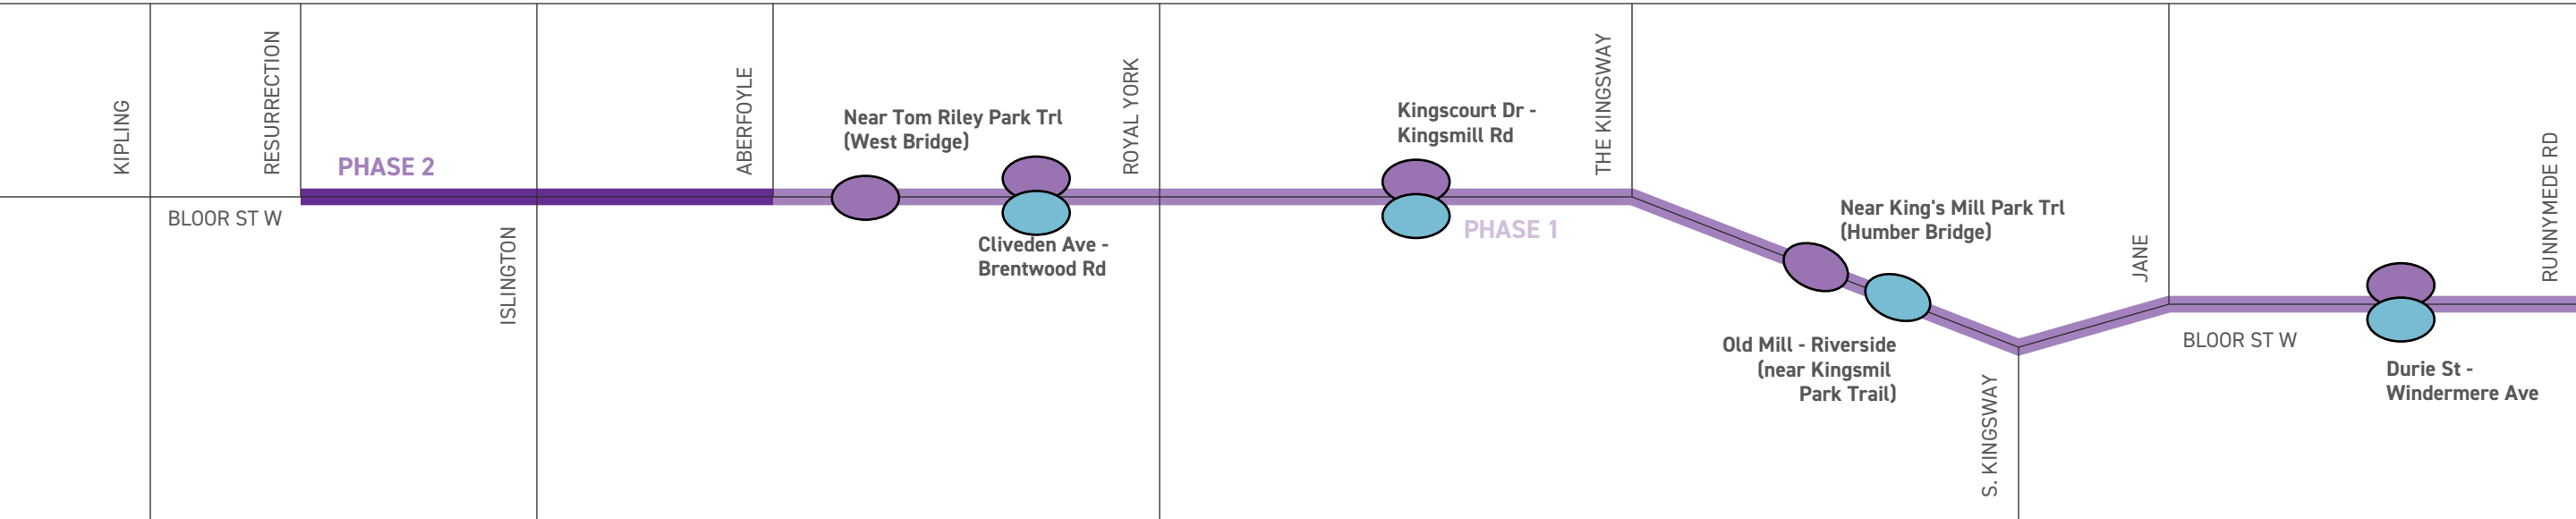 KIPLING
RESURRECTION
PHASE 2
BLOOR ST W
ISLINGTON
ABERFOYLE
Near Tom Riley Park Trl
(West Bridge)
Cliveden Ave -
Brentwood Rd
ROYAL YORK
Kingscourt Dr -
Kingsmill Rd
PHASE 1
THE KINGSWAY
Near King's Mill Park Trl
(Humber Bridge)
Old Mill - Riverside
(near Kingsmil
Park Trail)
S. KINGSWAY
JANE
BLOOR ST W
Durie St -
Windermere Ave
RUNNYMEDE RD